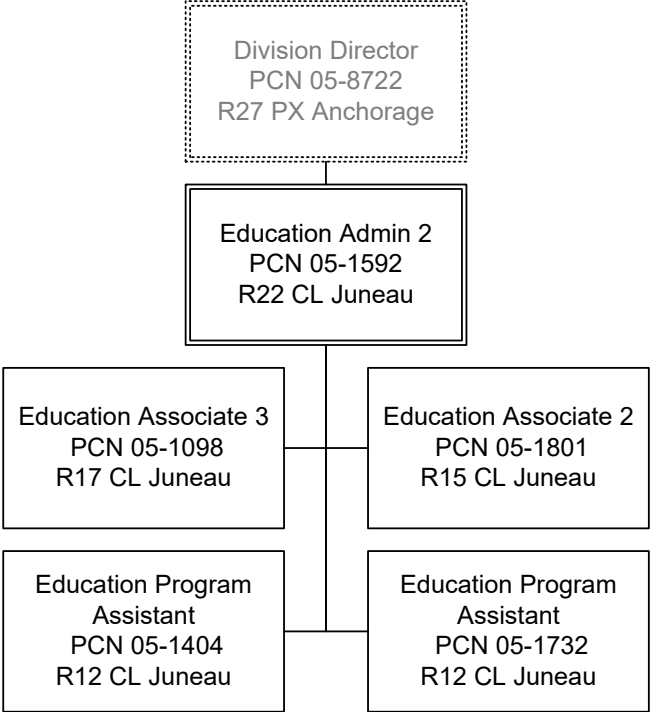 Division Director
PCN 05-8722
R27 PX Anchorage
Education Admin 2
PCN 05-1592
R22 CL Juneau
Education Associate 3
PCN 05-1098
R17 CL Juneau
Education Associate 2
PCN 05-1801
R15 CL Juneau
Education Program
Assistant
PCN 05-1404
R12 CL Juneau
Education Program
Assistant
PCN 05-1732
R12 CL Juneau